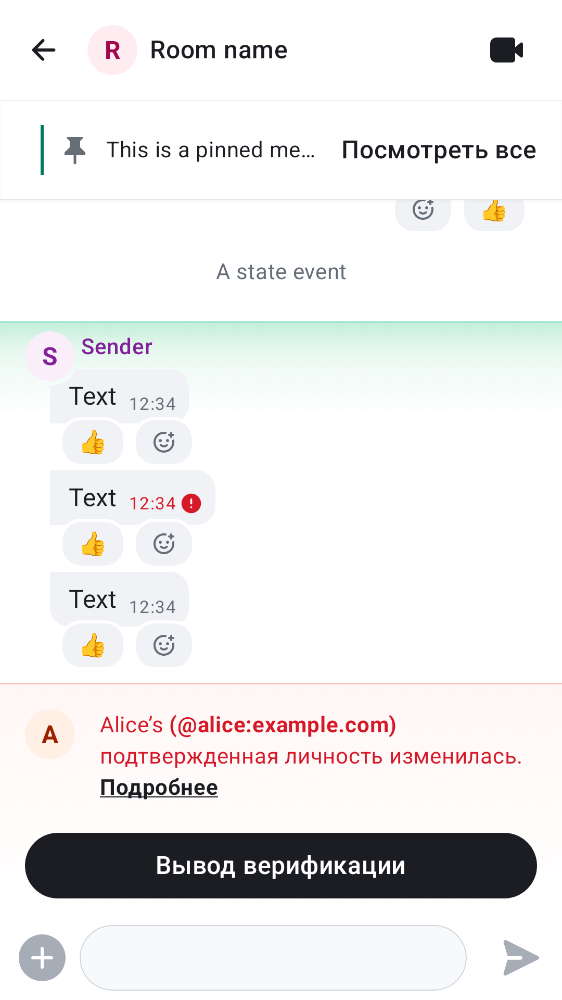 R Room name
This is a pinned me... Посмотреть все
👍
A state event
S Sender
Text 12:34
👍
Text 12:34 !
👍
Text 12:34
👍
A Alice’s (@alice:example.com)
подтвержденная личность изменилась.
Подробнее
Вывод верификации